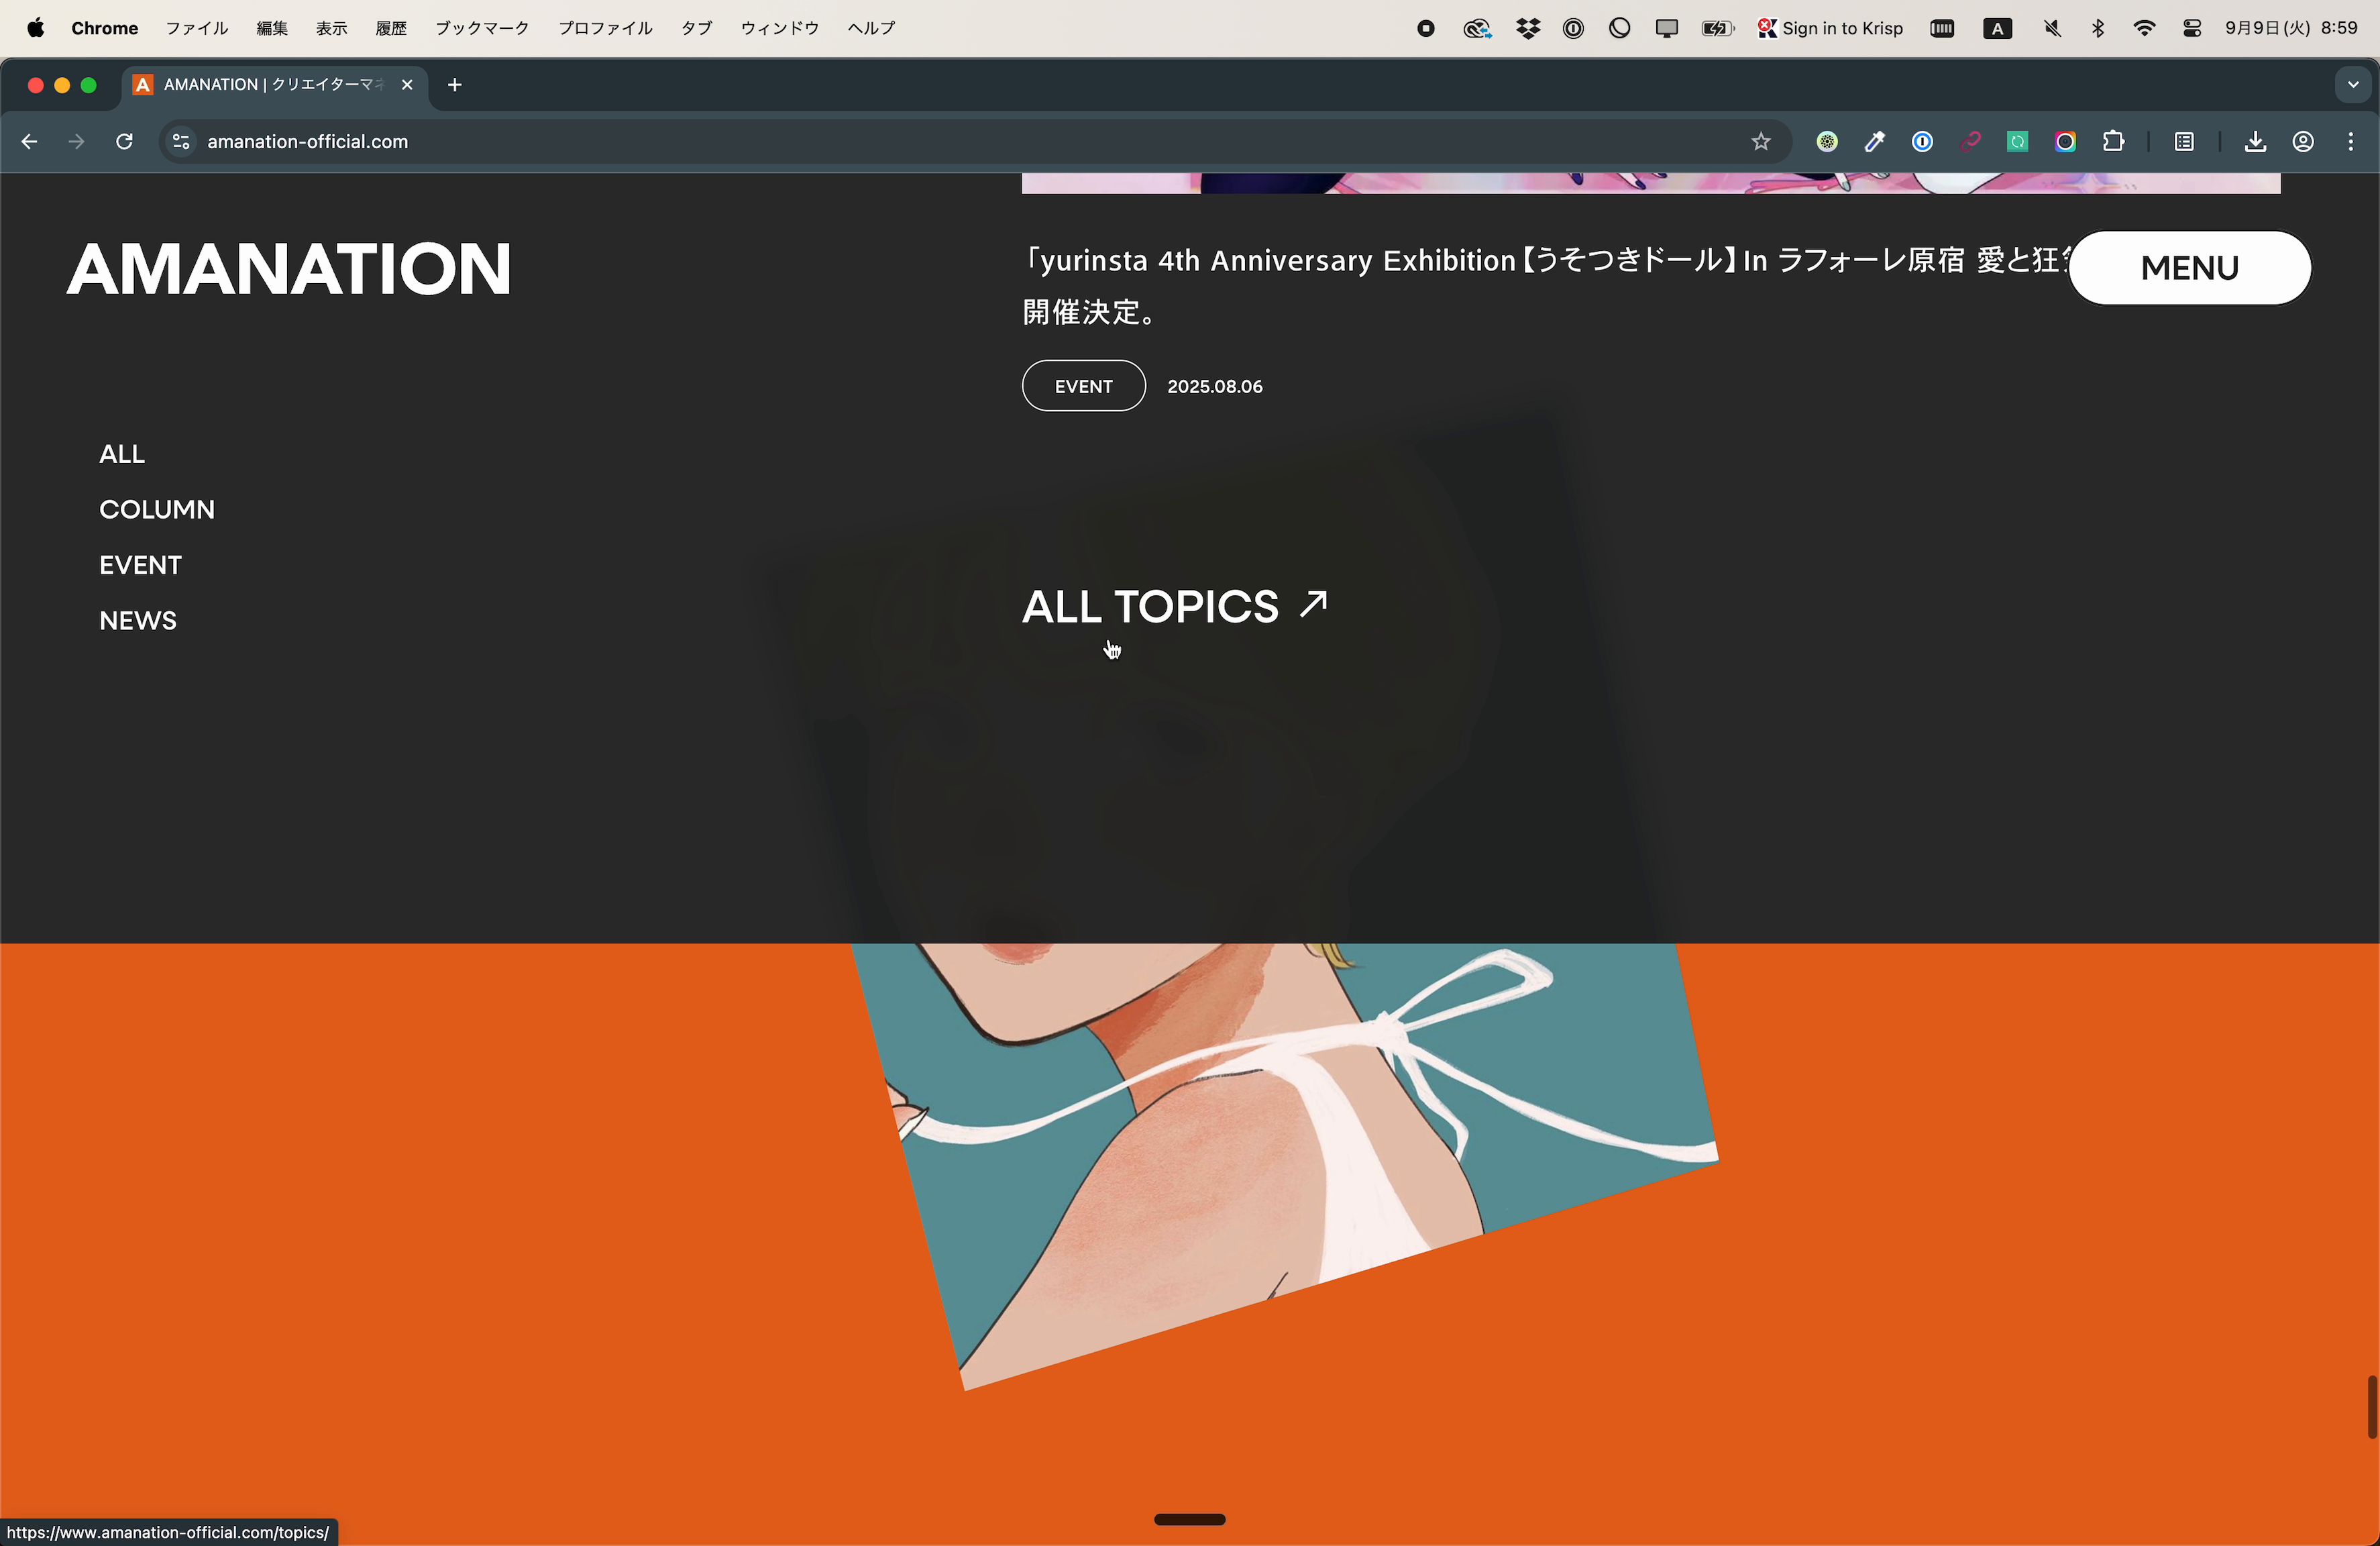 Chrome ファイル 編集 表示 履歴 ブックマーク プロファイル タブ ウィンドウ ヘルプ
Sign in to Krisp A 9月9日(火) 8:59
A AMANATION | クリエイターマネ
amanation-official.com
AMANATION
「yurinsta 4th Anniversary Exhibition【うそつきドール】In ラフォーレ原宿 愛と狂気
開催決定。
MENU
EVENT 2025.08.06
ALL
COLUMN
EVENT
NEWS
ALL TOPICS ↗
https://www.amanation-official.com/topics/